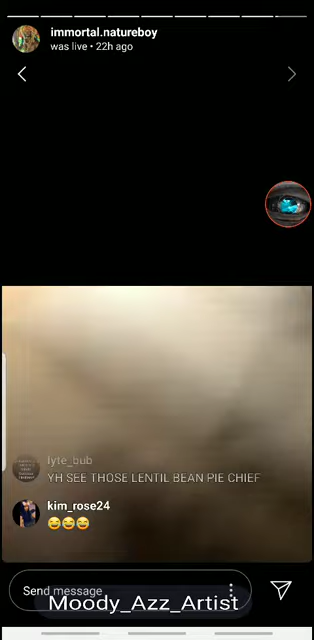 immortal.natureboy
was live • 22h ago
lyte_bub
YH SEE THOSE LENTIL BEAN PIE CHIEF
kim_rose24
😂😂😂
Send message
Moody_Azz_Artist